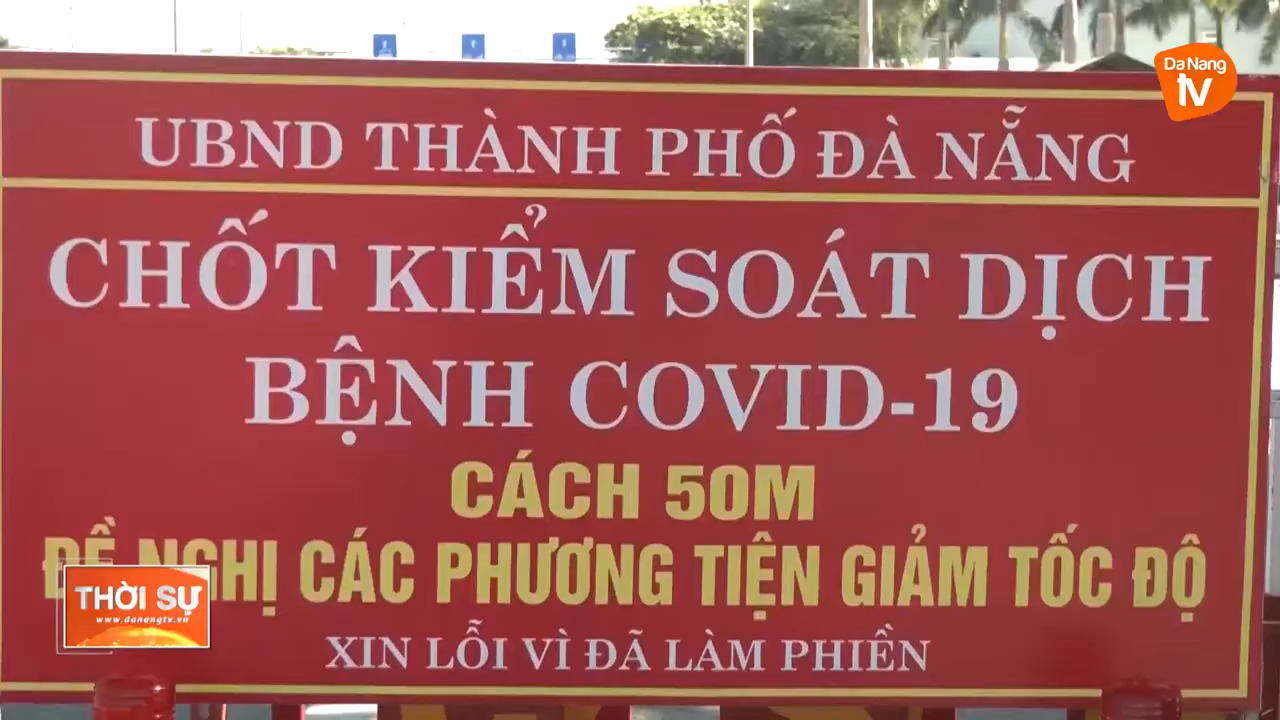 Da Nang
tv
UBND THÀNH PHỐ ĐÀ NẴNG
CHỐT KIỂM SOÁT DỊCH
BỆNH COVID-19
CÁCH 50M
ĐỀ NGHỊ CÁC PHƯƠNG TIỆN GIẢM TỐC ĐỘ
THỜI SỰ
www.danangtv.vn
XIN LỖI VÌ ĐÃ LÀM PHIỀN